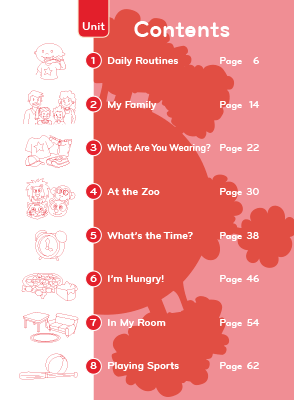 Unit
Contents
1 Daily Routines Page 6
2 My Family Page 14
3 What Are You Wearing? Page 22
4 At the Zoo Page 30
5 What's the Time? Page 38
6 I'm Hungry! Page 46
7 In My Room Page 54
8 Playing Sports Page 62